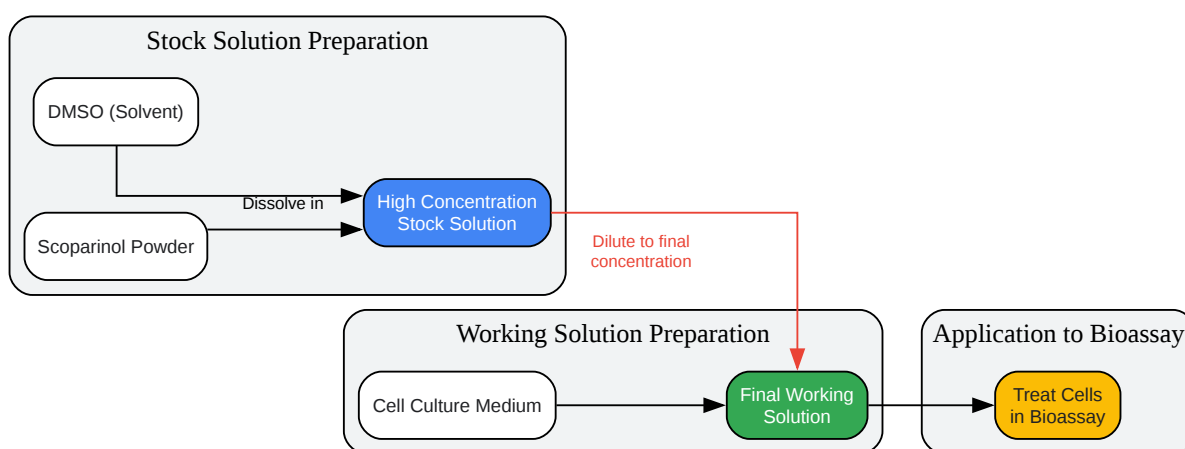 Stock Solution Preparation
DMSO (Solvent)
Dissolve in
High Concentration
Stock Solution
Scoparinol Powder
Dilute to final
concentration
Working Solution Preparation
Cell Culture Medium
Final Working
Solution
Application to Bioassay
Treat Cells
in Bioassay